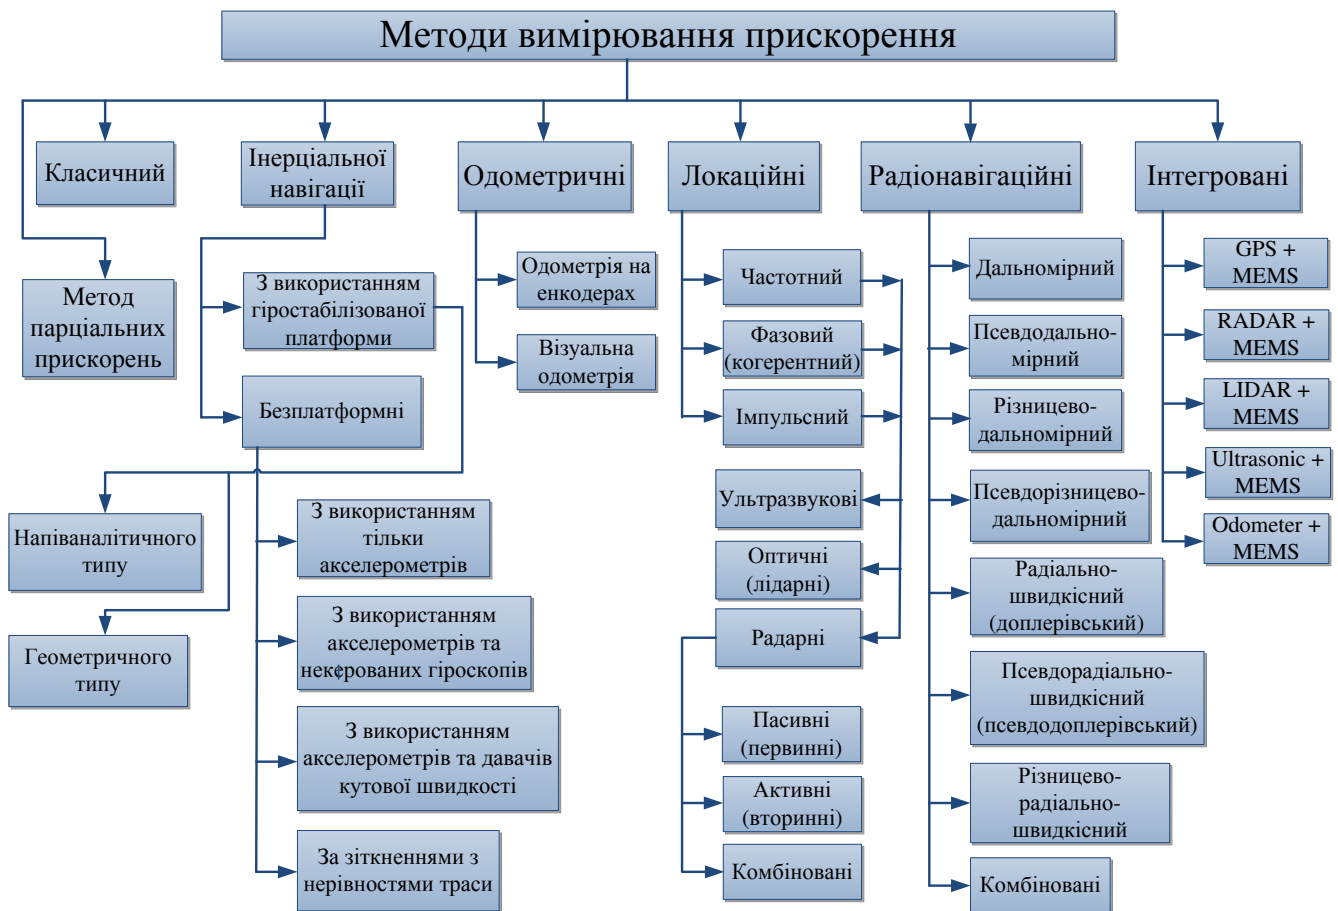 Методи вимірювання прискорення
Класичний
Метод
парціальних
прискорень
Інерціальної
навігації
З використанням
гіростабілізованої
платформи
Безплатформні
Напіваналітичного
типу
Геометричного
типу
З використанням
тільки
акселерометрів
З використанням
акселерометрів та
некерованих гіроскопів
З використанням
акселерометрів та давачів
кутової швидкості
За зіткненнями з
нерівностями траси
Одометричні
Одометрія на
енкодерах
Візуальна
одометрія
Локаційні
Частотний
Фазовий
(когерентний)
Імпульсний
Ультразвукові
Оптичні
(лідарні)
Радарні
Пасивні
(первинні)
Активні
(вторинні)
Комбіновані
Радіонавігаційні
Дальномірний
Псевдодально-
мірний
Різницево-
дальномірний
Псевдорізницево-
дальномірний
Радіально-
швидкісний
(доплерівський)
Псевдорадіально-
швидкісний
(псевдодоплерівський)
Різницево-
радіально-
швидкісний
Комбіновані
Інтегровані
GPS +
MEMS
RADAR +
MEMS
LIDAR +
MEMS
Ultrasonic +
MEMS
Odometer +
MEMS